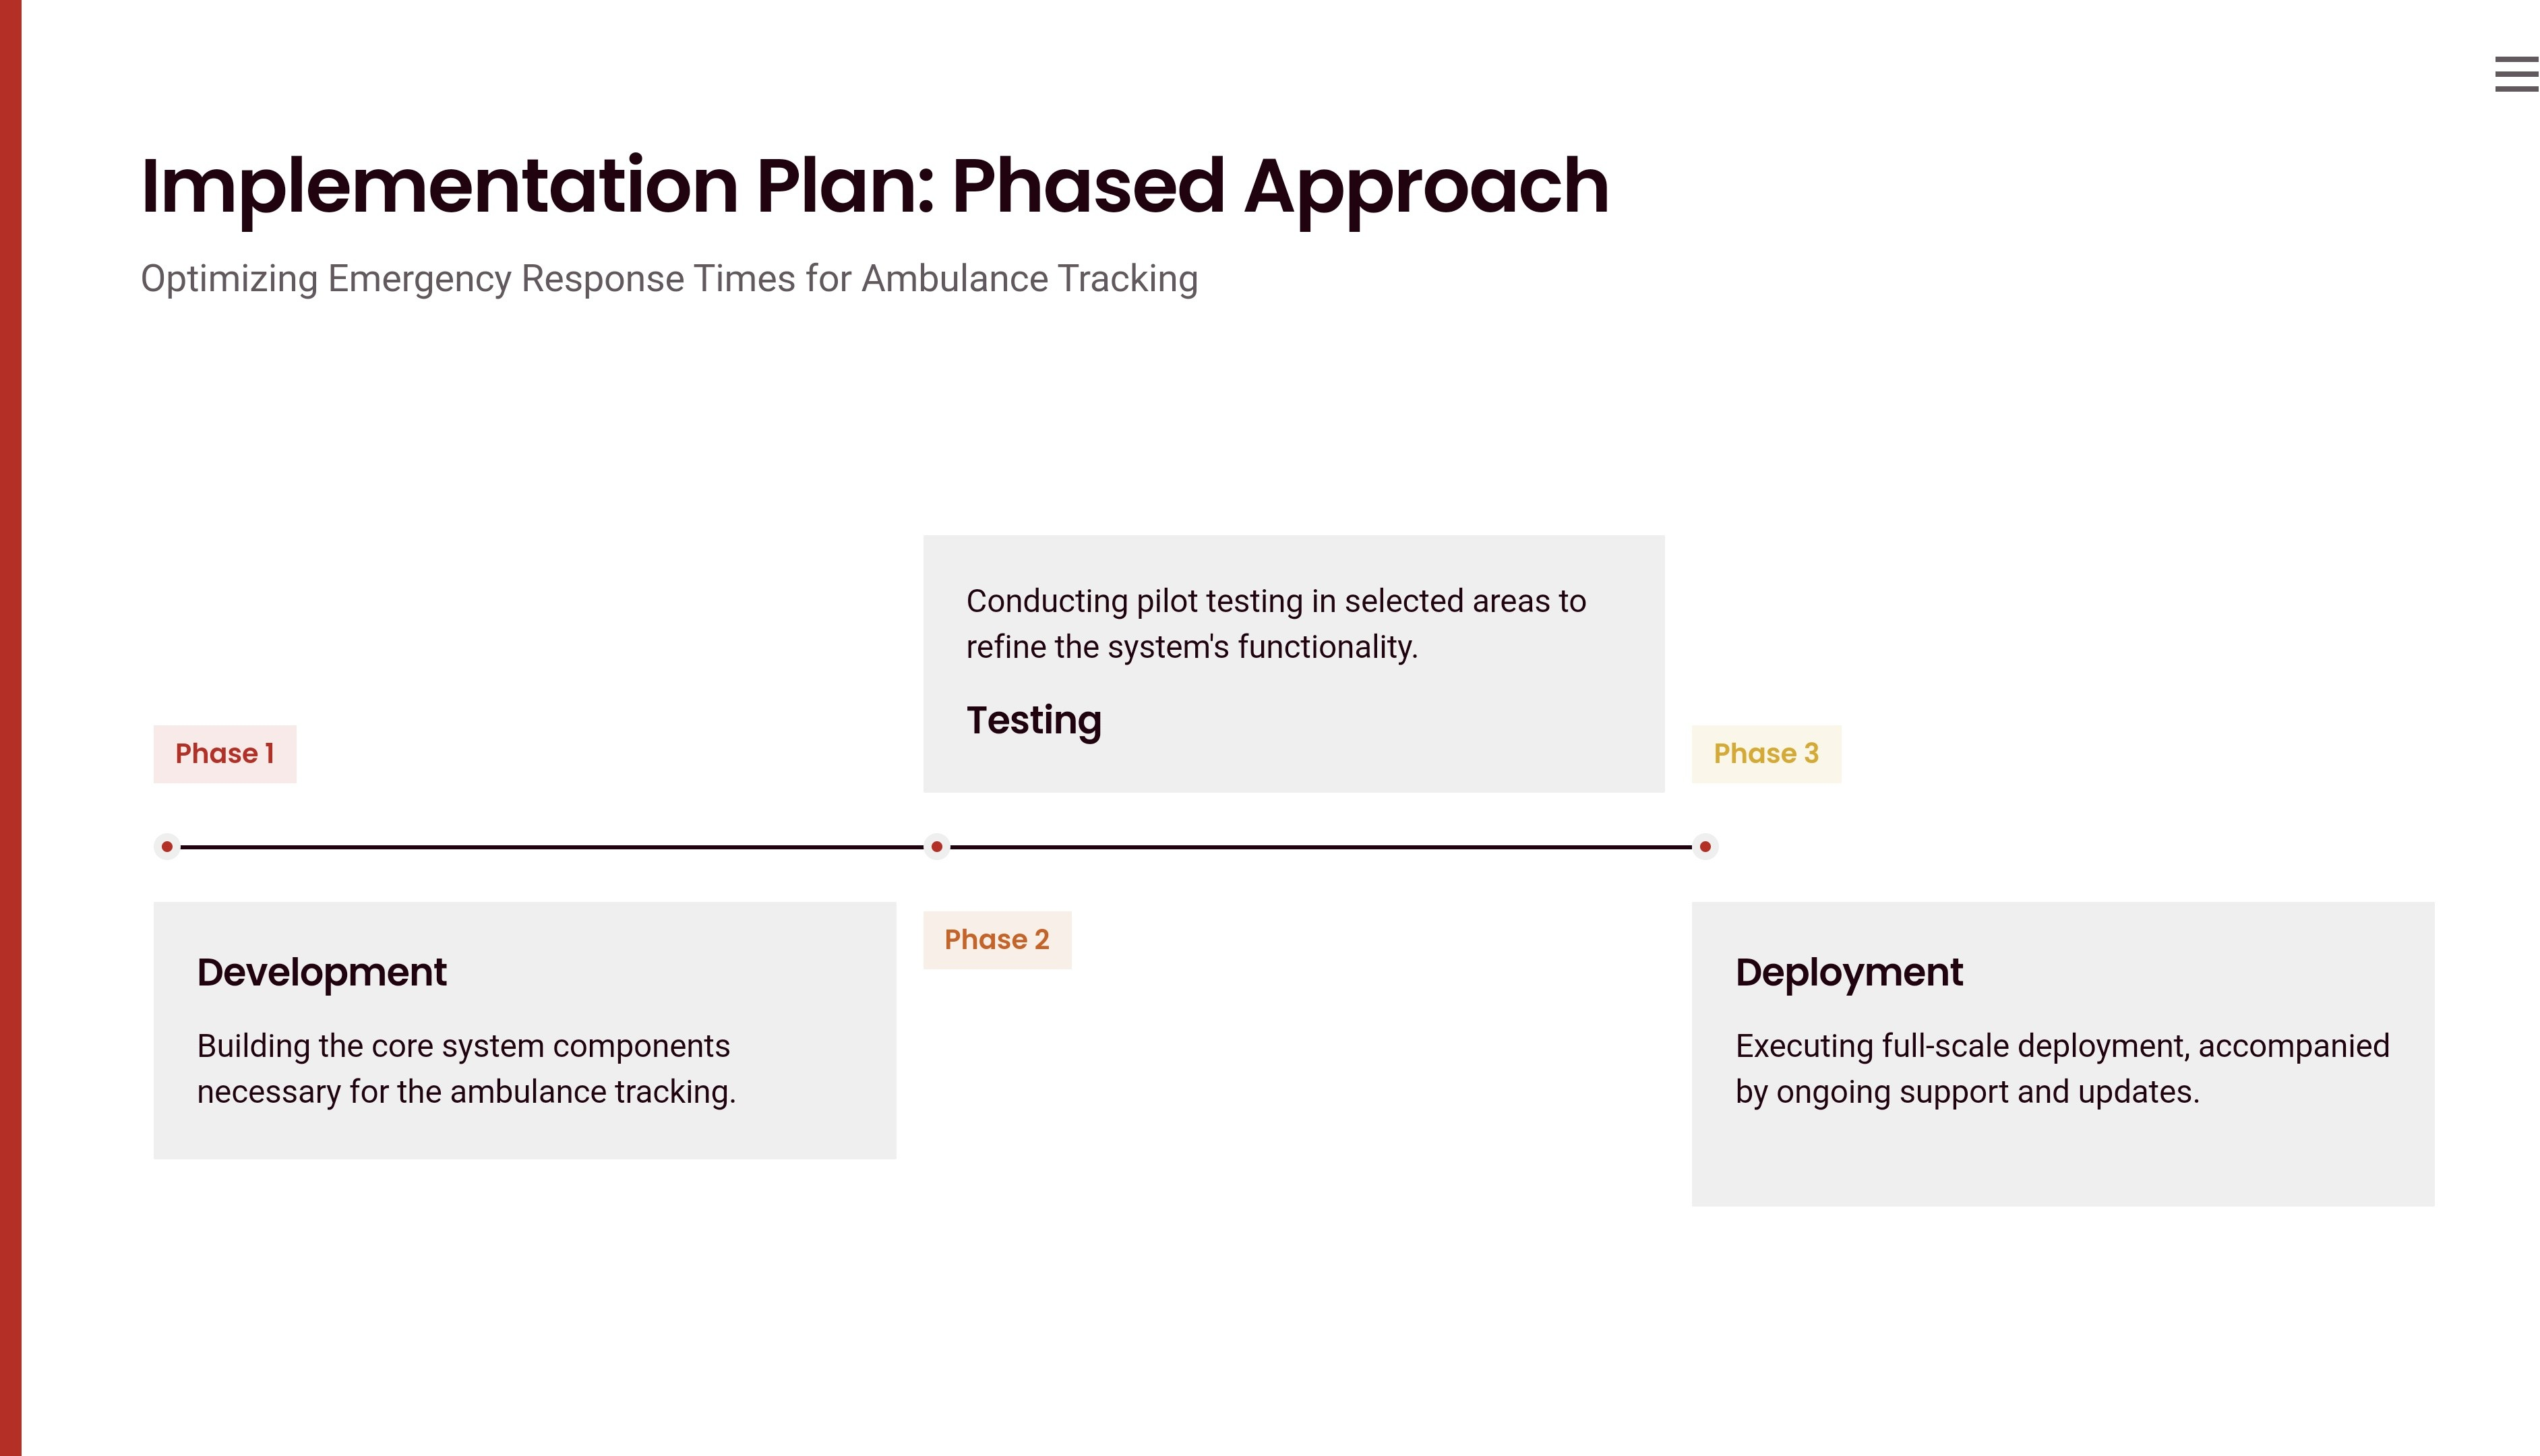 Implementation Plan: Phased Approach
Optimizing Emergency Response Times for Ambulance Tracking
Phase 1
Development
Building the core system components
necessary for the ambulance tracking.
Conducting pilot testing in selected areas to
refine the system's functionality.
Testing
Phase 2
Phase 3
Deployment
Executing full-scale deployment, accompanied
by ongoing support and updates.